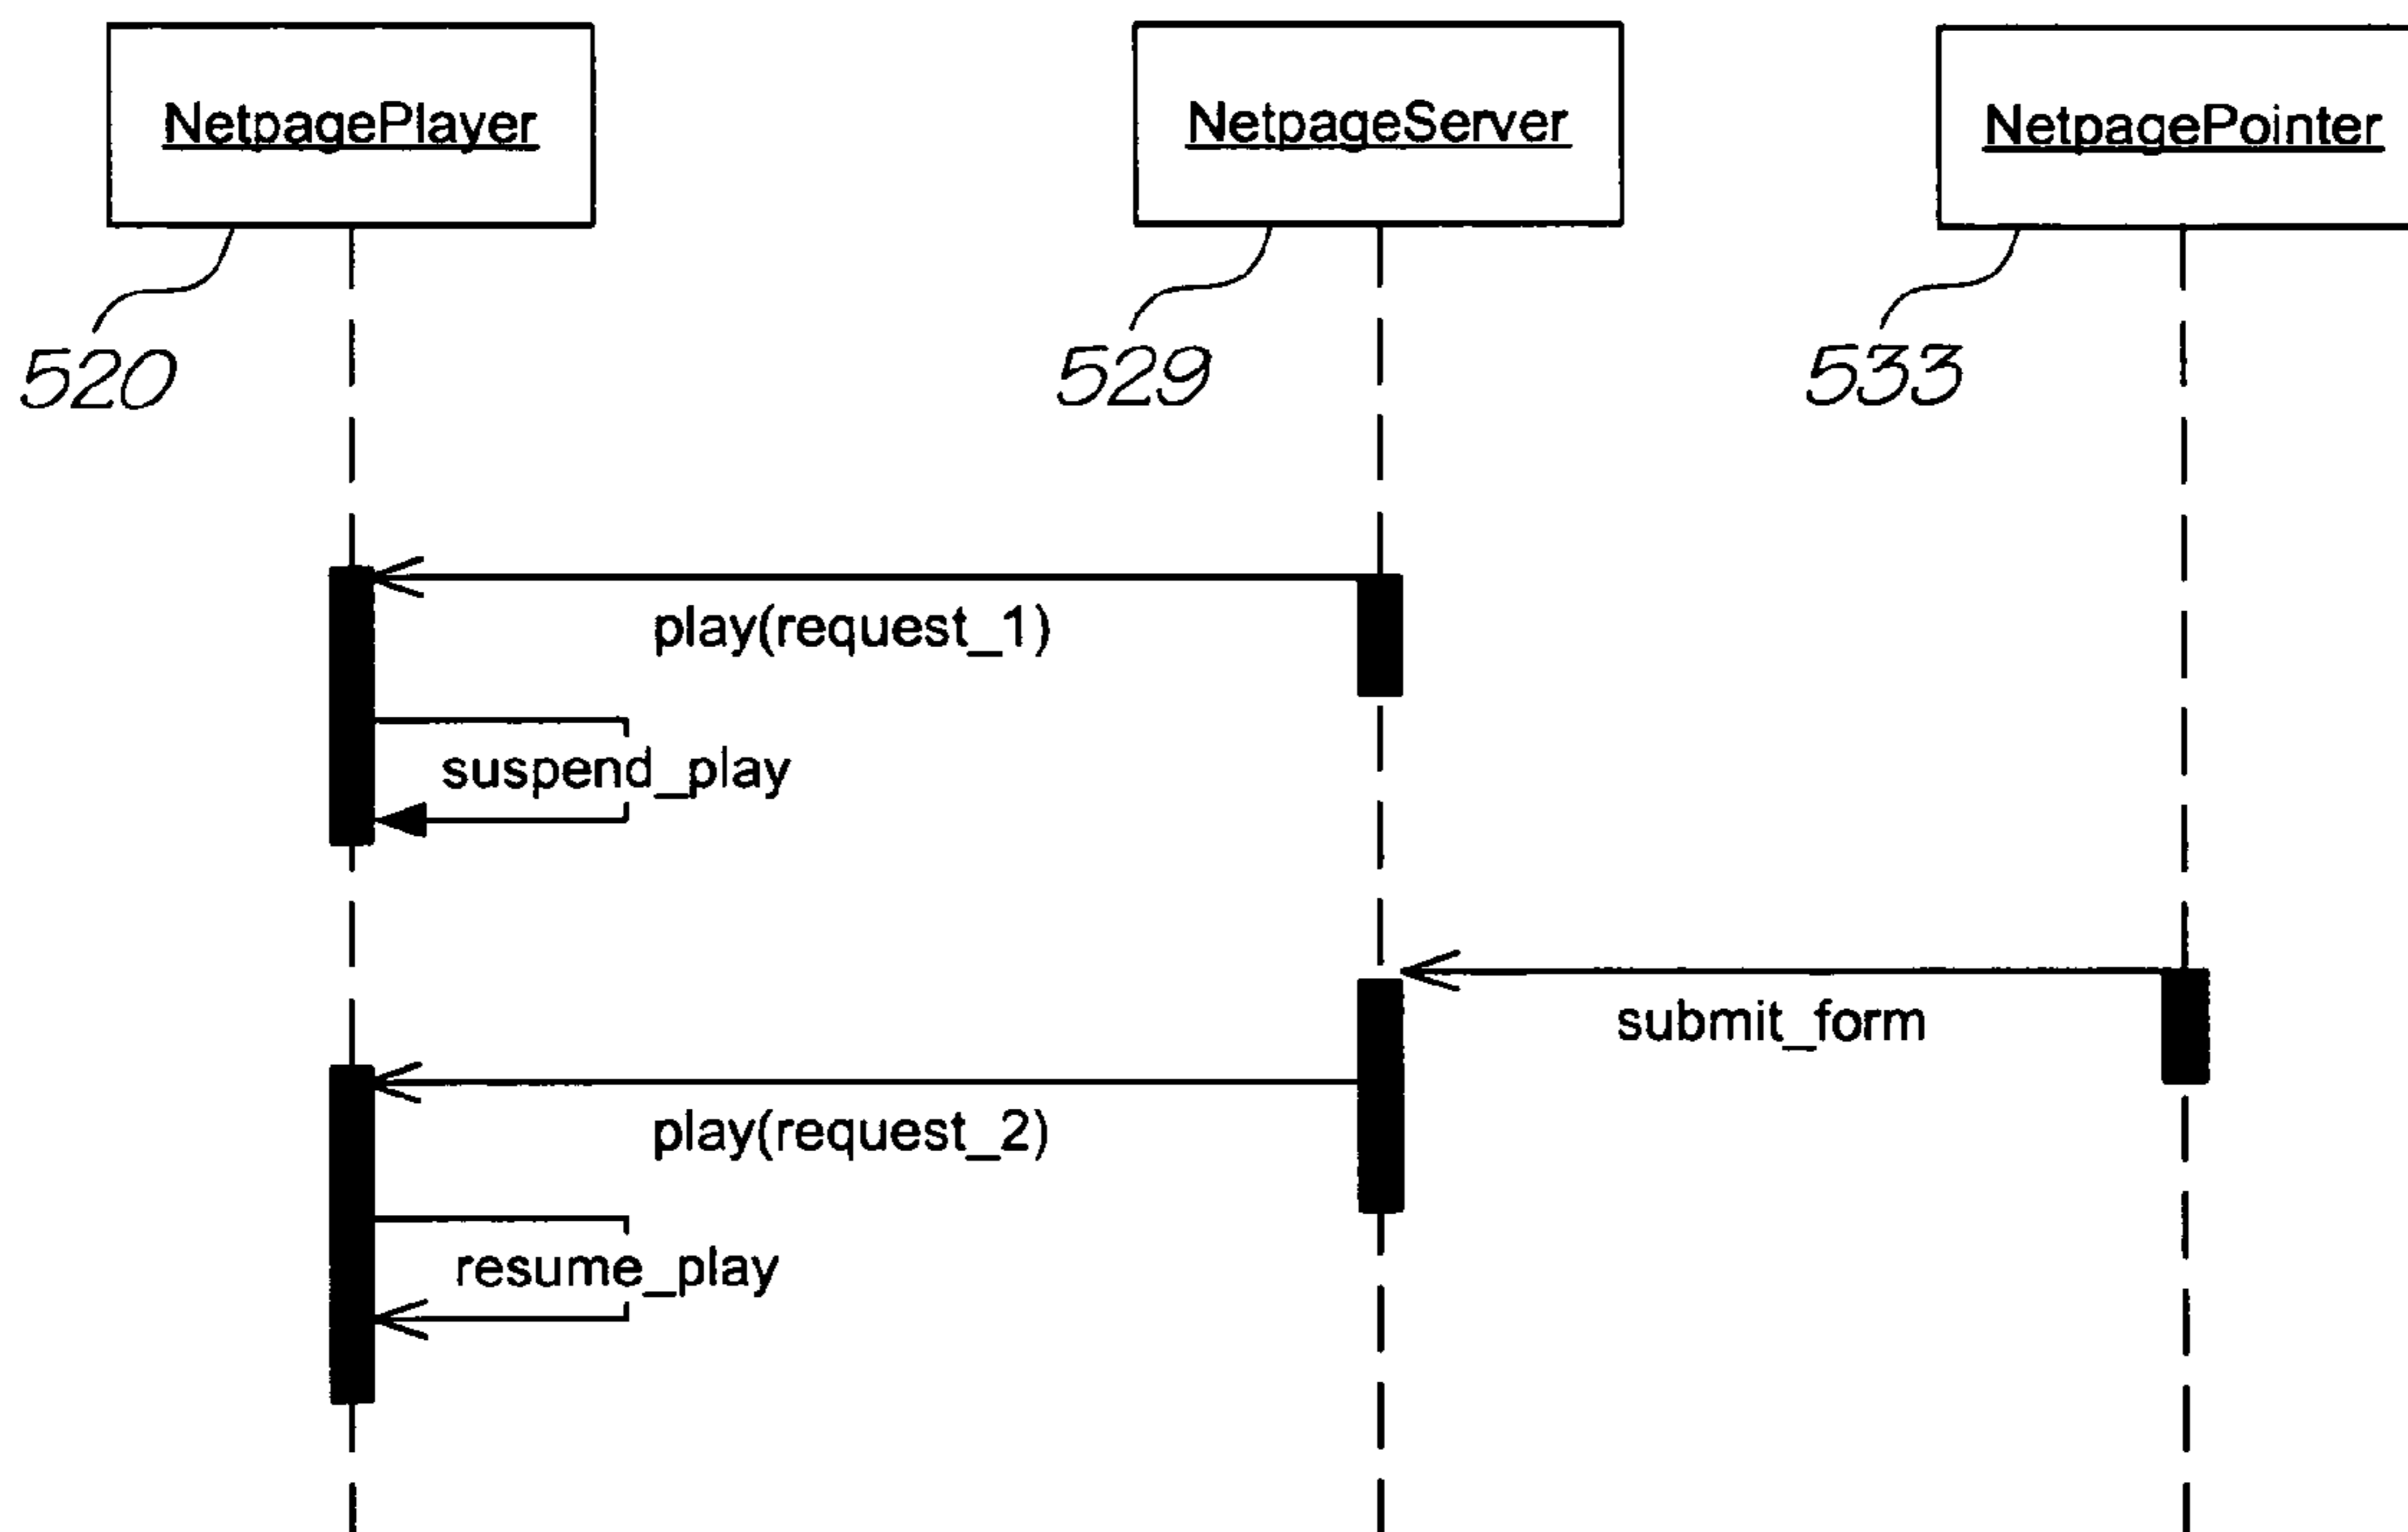 NetpagePlayer
NetpageServer
NetpagePointer
520
529
533
play(request_1)
suspend_play
submit_form
play(request_2)
resume_play